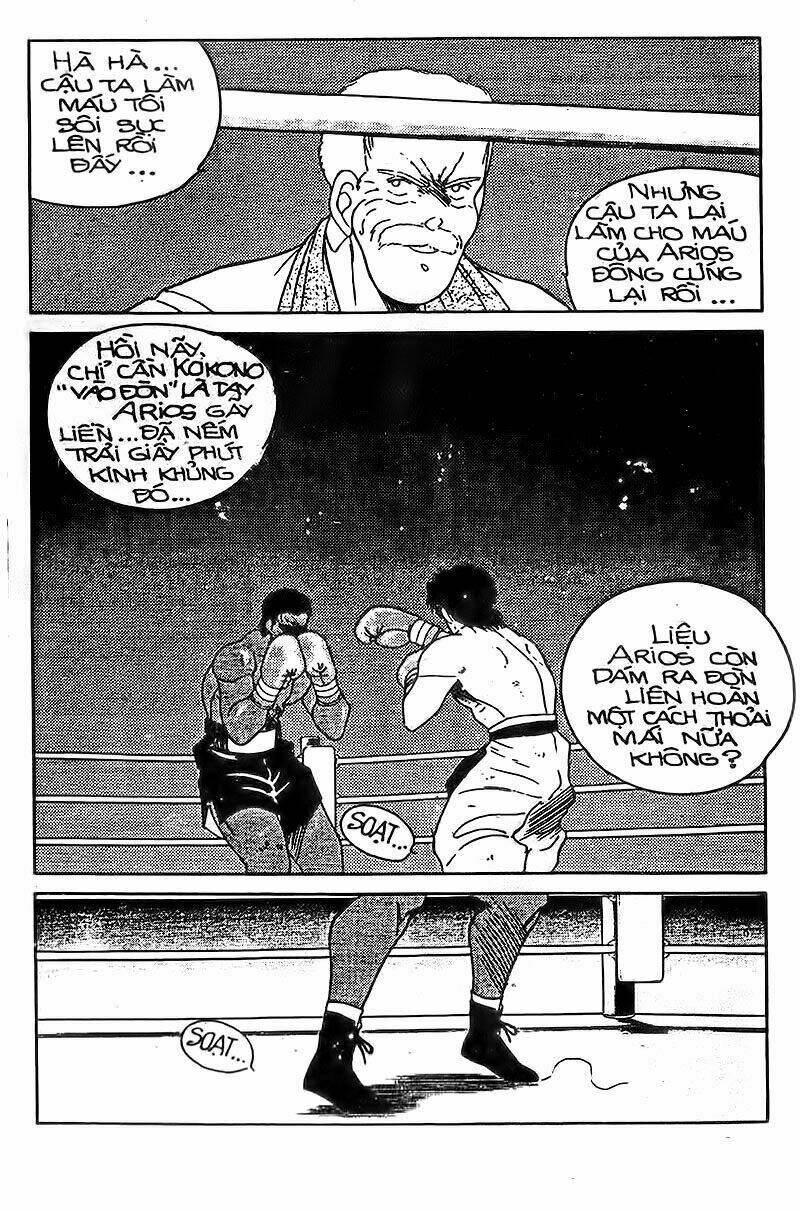 HÀ HÀ...
CẬU TA LÀM
MÁU TÔI
SÔI SỤC
LÊN RỒI
ĐẤY...
NHƯNG
CẬU TA LẠI
LÀM CHO MÁU
CỦA ARIOS
ĐÔNG CỨNG
LẠI RỒI...
HỒI NÃY,
CHỈ CẦN KOKONO
"VÀO ĐÒN" LÀ TAY
ARIOS GÃY
LIỀN... ĐÃ NẾM
TRẢI GIÂY PHÚT
KINH KHỦNG
ĐÓ...
LIỆU
ARIOS CÒN
DÁM RA ĐÒN
LIÊN HOÀN
MỘT CÁCH THOẢI
MÁI NỮA
KHÔNG?
SOẠT...
SOẠT...